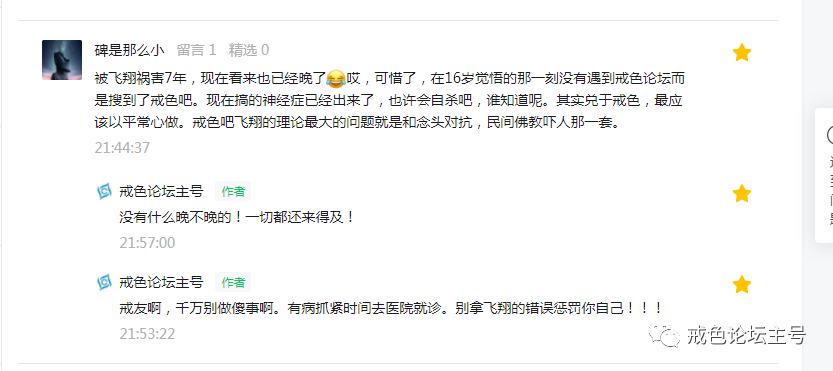 碑是那么小 留言 1 精选 0
被飞翔祸害7年，现在看来也已经晚了😂哎，可惜了，在16岁觉悟的那一刻没有遇到戒色论坛而
是搜到了戒色吧。现在搞的神经症已经出来了，也许会自杀吧，谁知道呢。其实兑于戒色，最应
该以平常心做。戒色吧飞翔的理论最大的问题就是和念头对抗，民间佛教吓人那一套。
21:44:37
戒色论坛主号 作者
没有什么晚不晚的！一切都还来得及！
21:57:00
戒色论坛主号 作者
戒友啊，千万别做傻事啊。有病抓紧时间去医院就诊。别拿飞翔的错误惩罚你自己！！！
21:53:22
戒色论坛主号